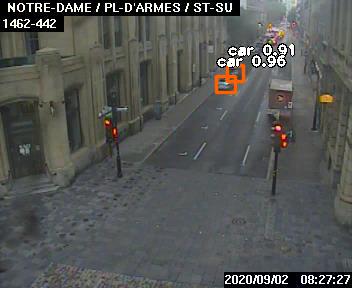 NOTRE-DAME / PL-D'ARMES / ST-SU
1462-442
car 0.91
car 0.96
2020/09/02 08:27:27